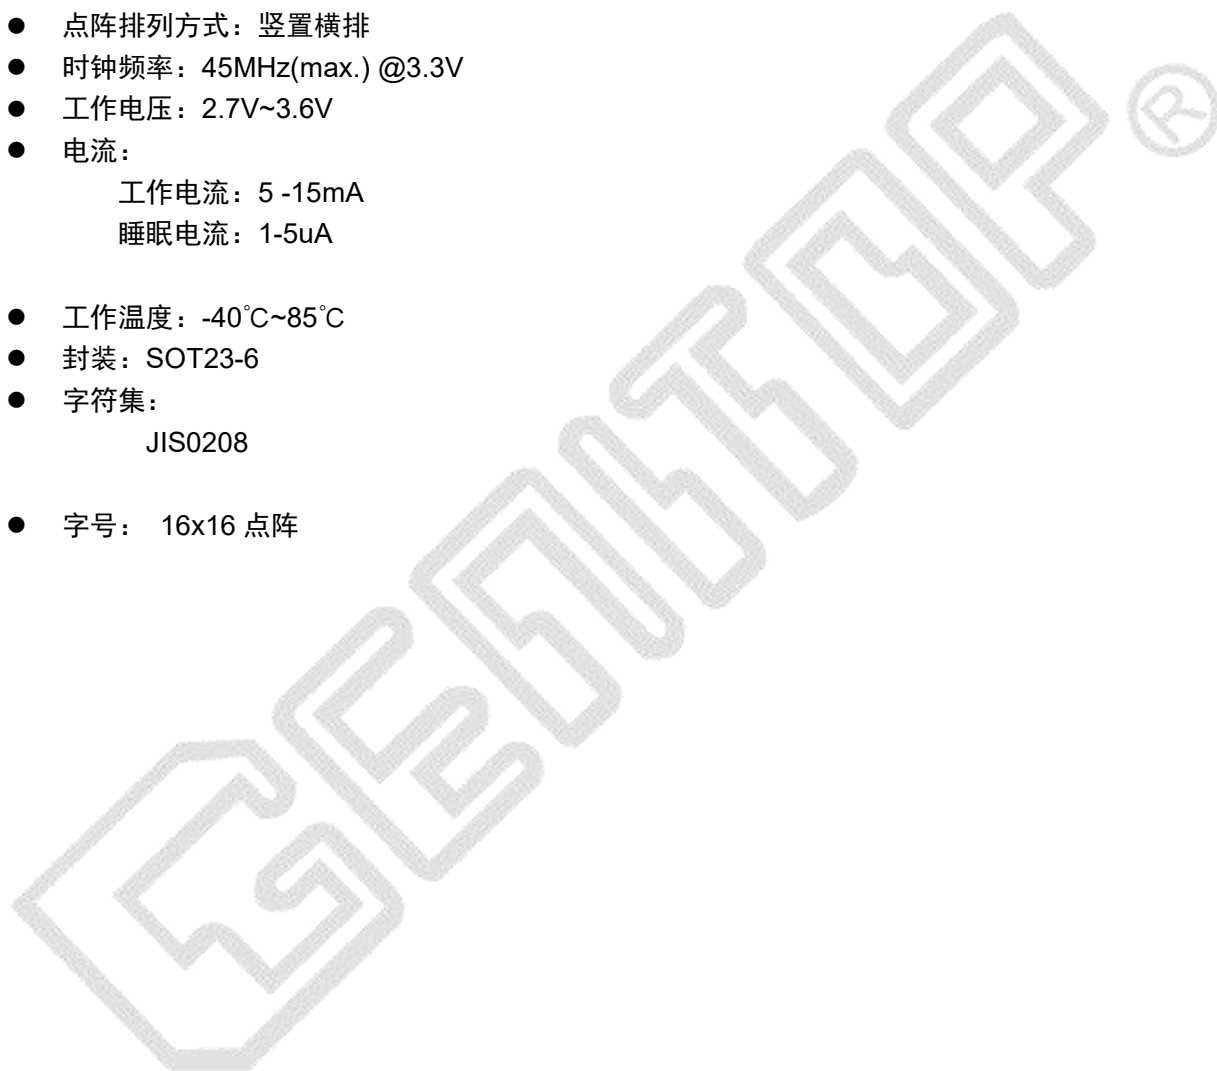 ● 点阵排列方式：竖置横排
● 时钟频率：45MHz(max.) @3.3V
● 工作电压：2.7V~3.6V
● 电流：
工作电流：5 -15mA
睡眠电流：1-5uA
● 工作温度：-40℃~85℃
● 封装：SOT23-6
● 字符集：
JIS0208
● 字号： 16x16 点阵
GENTOP®